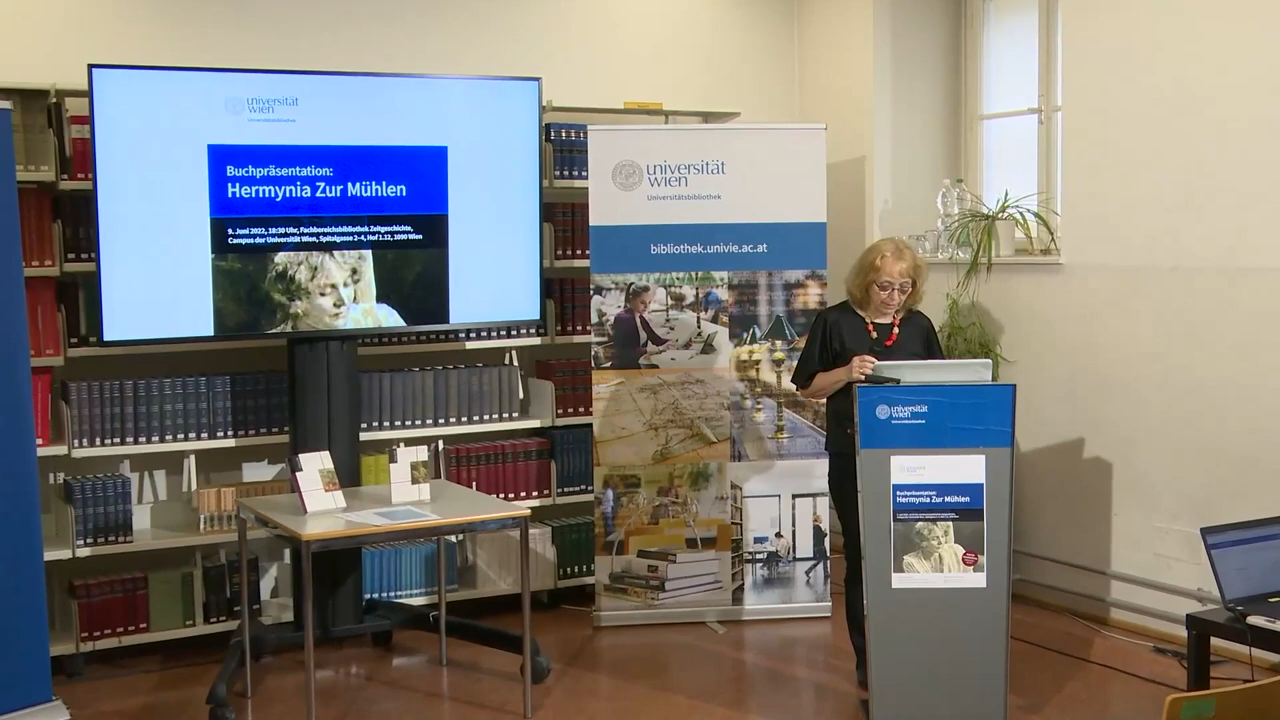 universität
wien
Universitätsbibliothek
Buchpräsentation:
Hermynia Zur Mühlen
9. Juni 2022, 18:30 Uhr, Fachbereichsbibliothek Zeitgeschichte,
Campus der Universität Wien, Spitalgasse 2–4, Hof 1.12, 1090 Wien
universität
wien
Universitätsbibliothek
bibliothek.univie.ac.at
universität
wien
Universitätsbibliothek
Buchpräsentation:
Hermynia Zur Mühlen